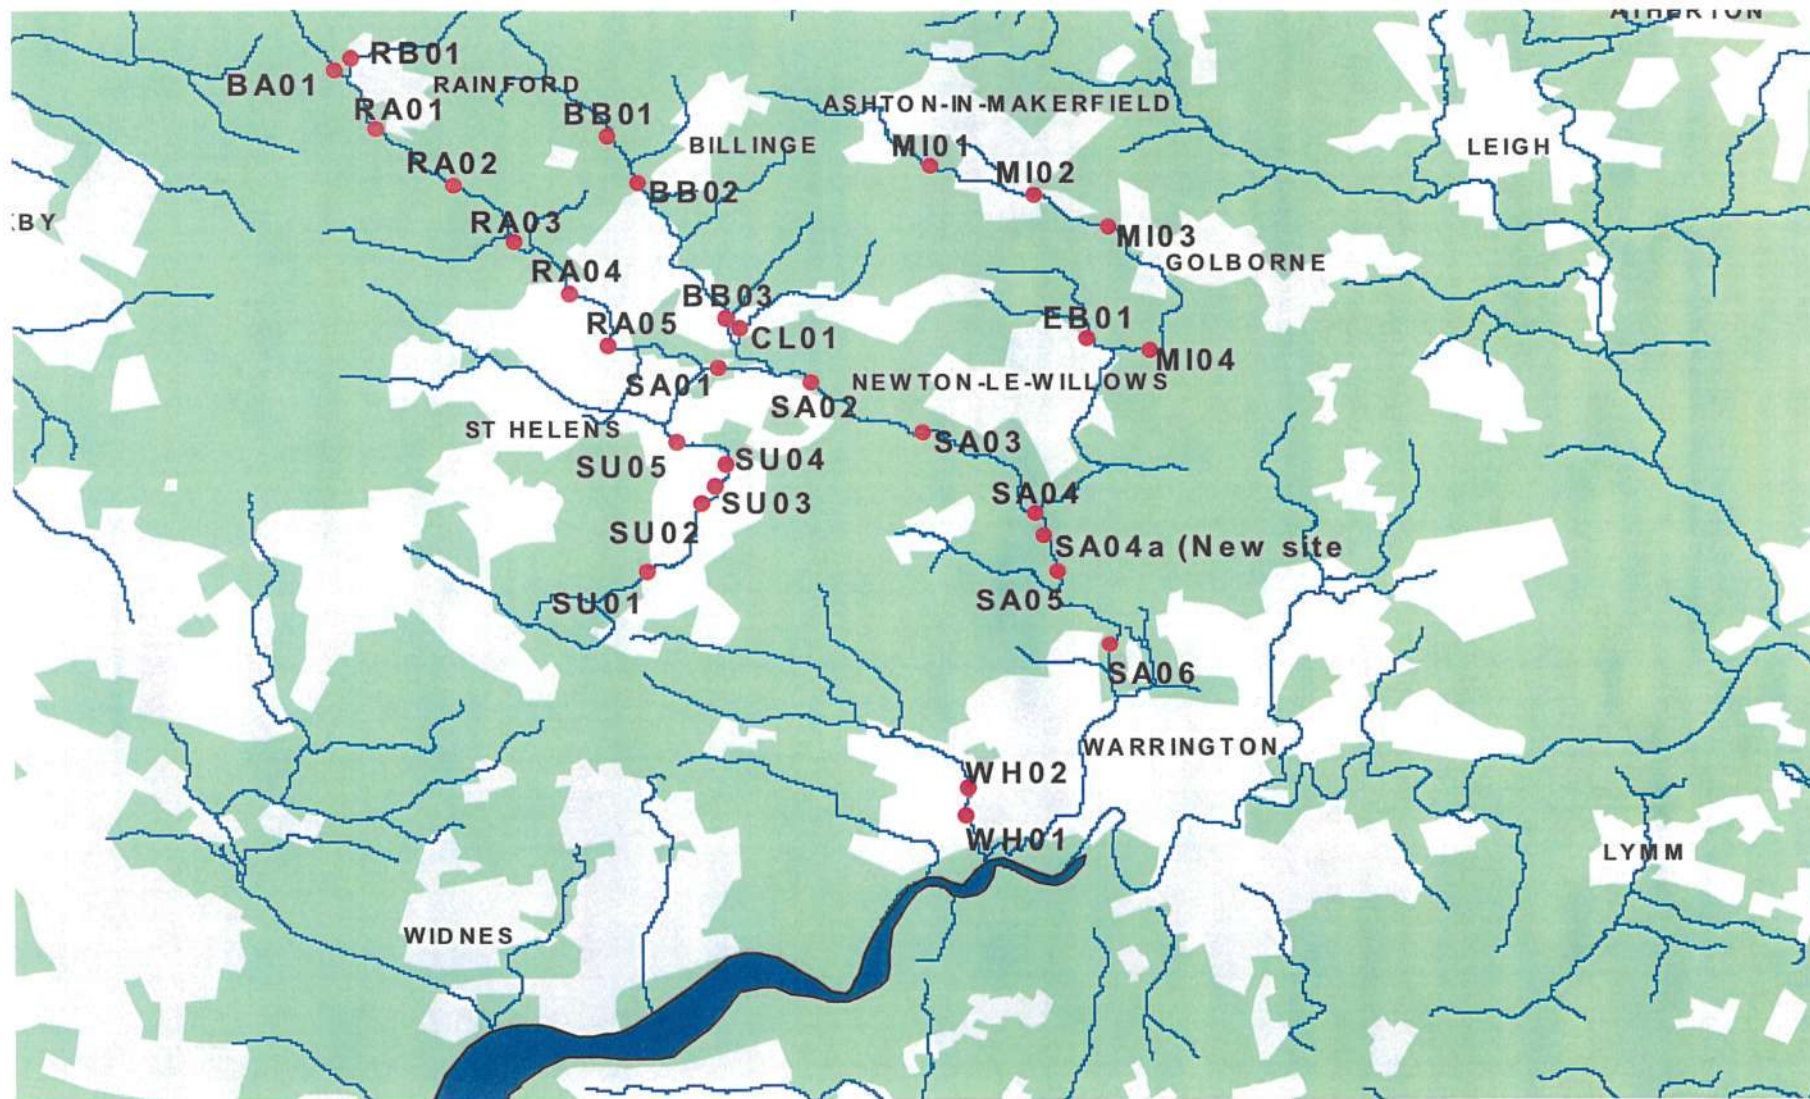 ATHERTON
RB01
BA01
RAINFORD
RA01
BB01
ASHTON-IN-MAKERFIELD
BILLINGE
MI01
LEIGH
RA02
MI02
BB02
KBY
RA03
MI03
RA04
GOLBORNE
BB03
RA05
EB01
CL01
MI04
SA01
NEWTON-LE-WILLOWS
SA02
ST HELENS
SA03
SU05
SU04
SA04
SU03
SU02
SA04a (New site
SU01
SA05
SA06
WARRINGTON
WH02
WH01
LYMM
WIDNES